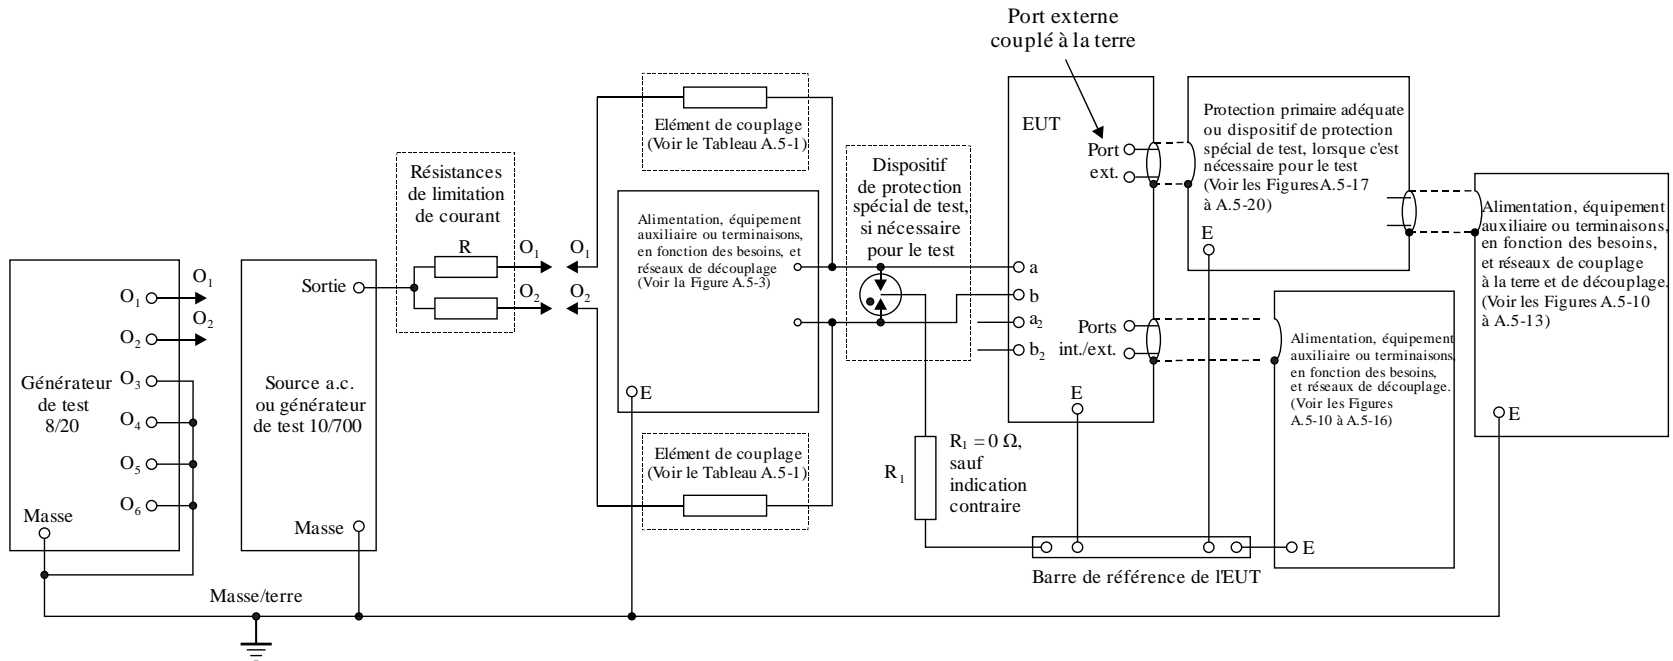 Port externe
couplé à la terre
EUT
Port
ext.
Protection primaire adéquate
ou dispositif de protection
spécial de test, lorsque c'est
nécessaire pour le test
(Voir les Figures A.5-17
à A.5-20)
E
Elément de couplage
(Voir le Tableau A.5-1)
Résistances
de limitation
de courant
R
O1
O1
O2
O2
Dispositif
de protection
spécial de test,
si nécessaire
pour le test
Alimentation, équipement
auxiliaire ou terminaisons,
en fonction des besoins, et
réseaux de découplage
(Voir la Figure A.5-3)
E
Alimentation, équipement
auxiliaire ou terminaisons,
en fonction des besoins,
et réseaux de couplage
à la terre et de découplage.
(Voir les Figures A.5-10
à A.5-13)
E
O1
O1
O2
O2
O3
O4
O5
O6
Générateur
de test
8/20
Masse
Sortie
Source a.c.
ou générateur
de test 10/700
Masse
a
b
a2
b2
Ports
int./ext.
E
Alimentation, équipement
auxiliaire ou terminaisons,
en fonction des besoins,
et réseaux de découplage.
(Voir les Figures
A.5-10 à A.5-16)
E
Elément de couplage
(Voir le Tableau A.5-1)
R1
R1 = 0 Ω,
sauf
indication
contraire
Barre de référence de l'EUT
Masse/terre